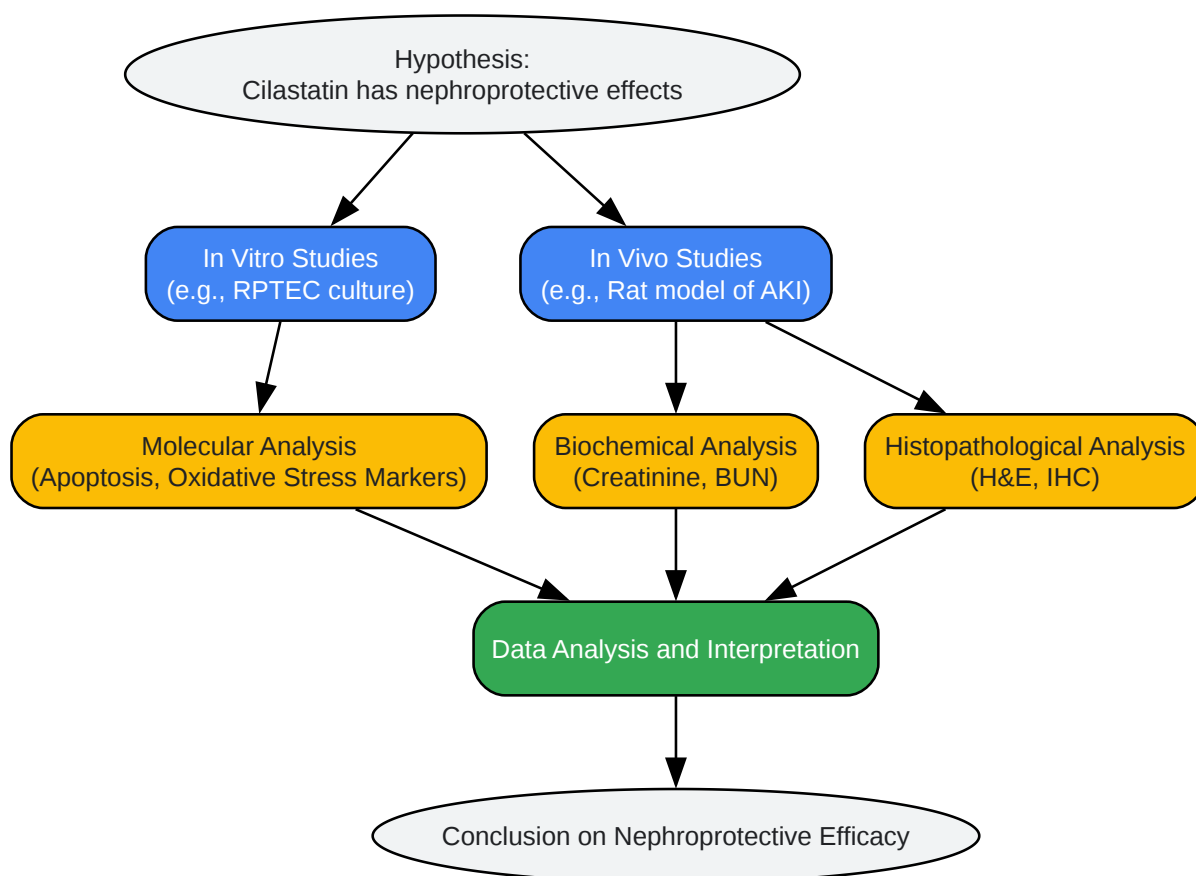 Hypothesis:
Cilastatin has nephroprotective effects
In Vitro Studies
(e.g., RPTEC culture)
In Vivo Studies
(e.g., Rat model of AKI)
Molecular Analysis
(Apoptosis, Oxidative Stress Markers)
Biochemical Analysis
(Creatinine, BUN)
Histopathological Analysis
(H&E, IHC)
Data Analysis and Interpretation
Conclusion on Nephroprotective Efficacy